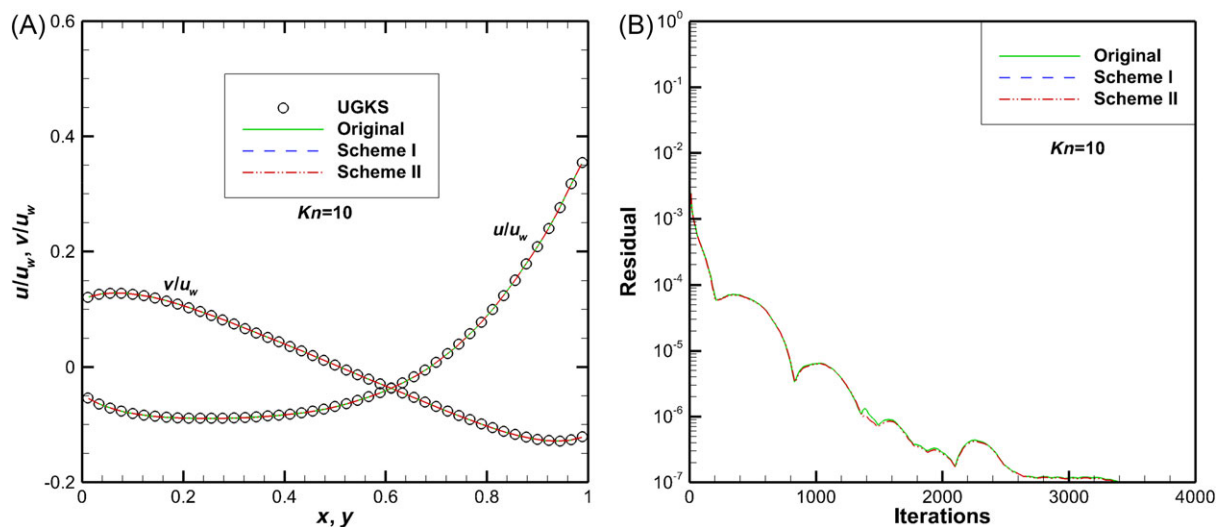 (A)
0.6
0.4
0.2
0
-0.2
u/u_w, v/u_w
UGKS
Original
Scheme I
Scheme II
Kn=10
u/u_w
v/u_w
0
0.2
0.4
0.6
0.8
1
x, y
(B)
10^0
10^-1
10^-2
10^-3
10^-4
10^-5
10^-6
10^-7
Residual
Original
Scheme I
Scheme II
Kn=10
0
1000
2000
3000
4000
Iterations